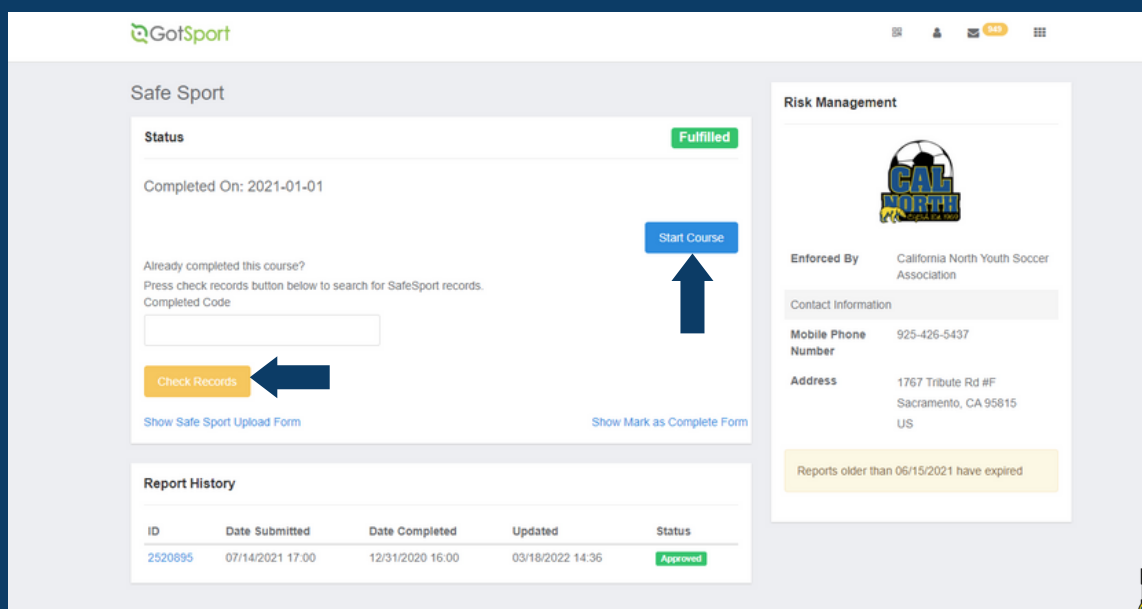 GotSport
949
Safe Sport
Status
Fulfilled
Completed On: 2021-01-01
Start Course
Already completed this course?
Press check records button below to search for SafeSport records.
Completed Code
Check Records
Show Safe Sport Upload Form
Show Mark as Complete Form
Report History
ID Date Submitted Date Completed Updated Status
2520895 07/14/2021 17:00 12/31/2020 16:00 03/18/2022 14:36 Approved
Risk Management
CAL
NORTH
Enforced By California North Youth Soccer
Association
Contact Information
Mobile Phone 925-426-5437
Number
Address 1767 Tribute Rd #F
Sacramento, CA 95815
US
Reports older than 06/15/2021 have expired